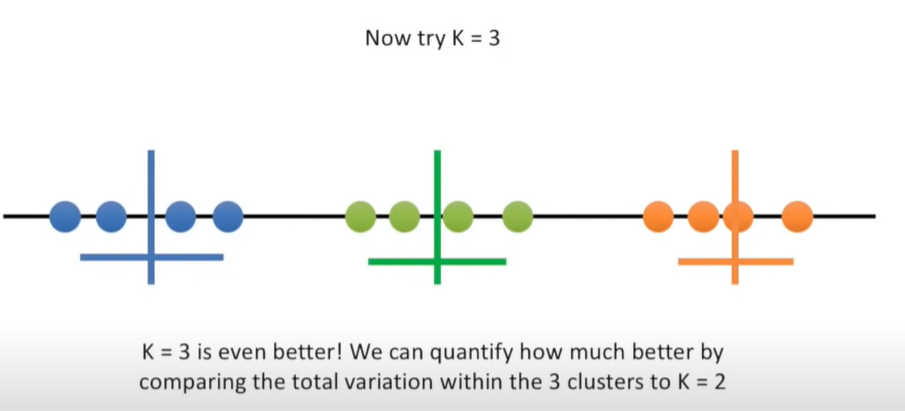 Now try K = 3
K = 3 is even better! We can quantify how much better by
comparing the total variation within the 3 clusters to K = 2